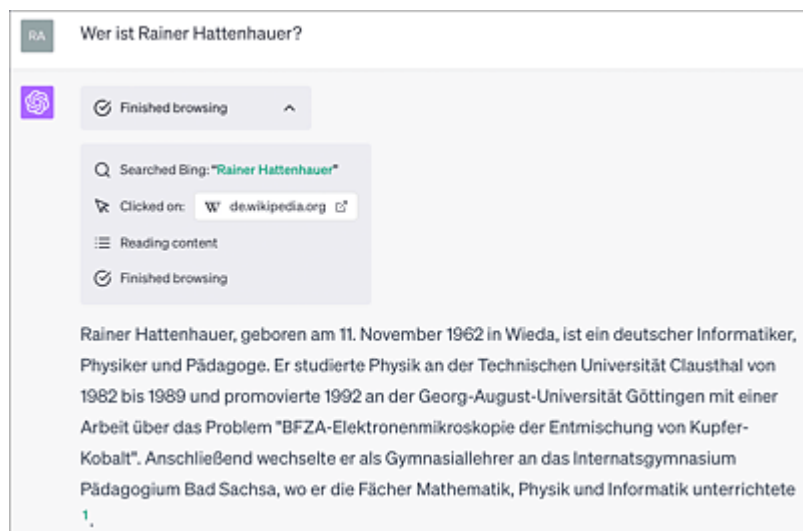 RA Wer ist Rainer Hattenhauer?
Finished browsing
Searched Bing: "Rainer Hattenhauer"
Clicked on: W de.wikipedia.org
Reading content
Finished browsing
Rainer Hattenhauer, geboren am 11. November 1962 in Wieda, ist ein deutscher Informatiker,
Physiker und Pädagoge. Er studierte Physik an der Technischen Universität Clausthal von
1982 bis 1989 und promovierte 1992 an der Georg-August-Universität Göttingen mit einer
Arbeit über das Problem "BFZA-Elektronenmikroskopie der Entmischung von Kupfer-
Kobalt". Anschließend wechselte er als Gymnasiallehrer an das Internatsgymnasium
Pädagogium Bad Sachsa, wo er die Fächer Mathematik, Physik und Informatik unterrichtete
1.